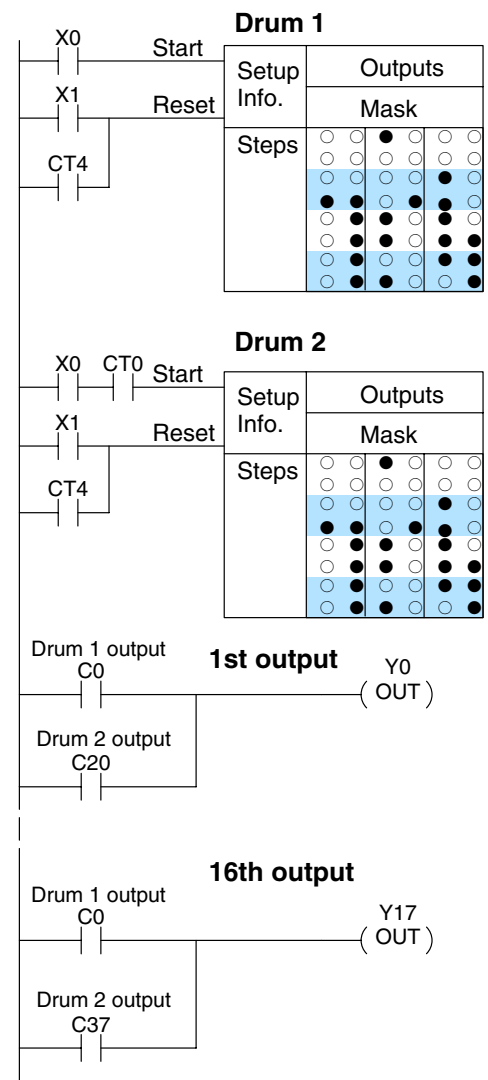 Drum 1
X0
Start
Setup Info.
Outputs
X1
Reset
Mask
Steps
CT4
Drum 2
X0 CT0
Start
Setup Info.
Outputs
X1
Reset
Mask
Steps
CT4
Drum 1 output
C0
1st output
Y0
( OUT )
Drum 2 output
C20
16th output
Drum 1 output
C0
Y17
( OUT )
Drum 2 output
C37